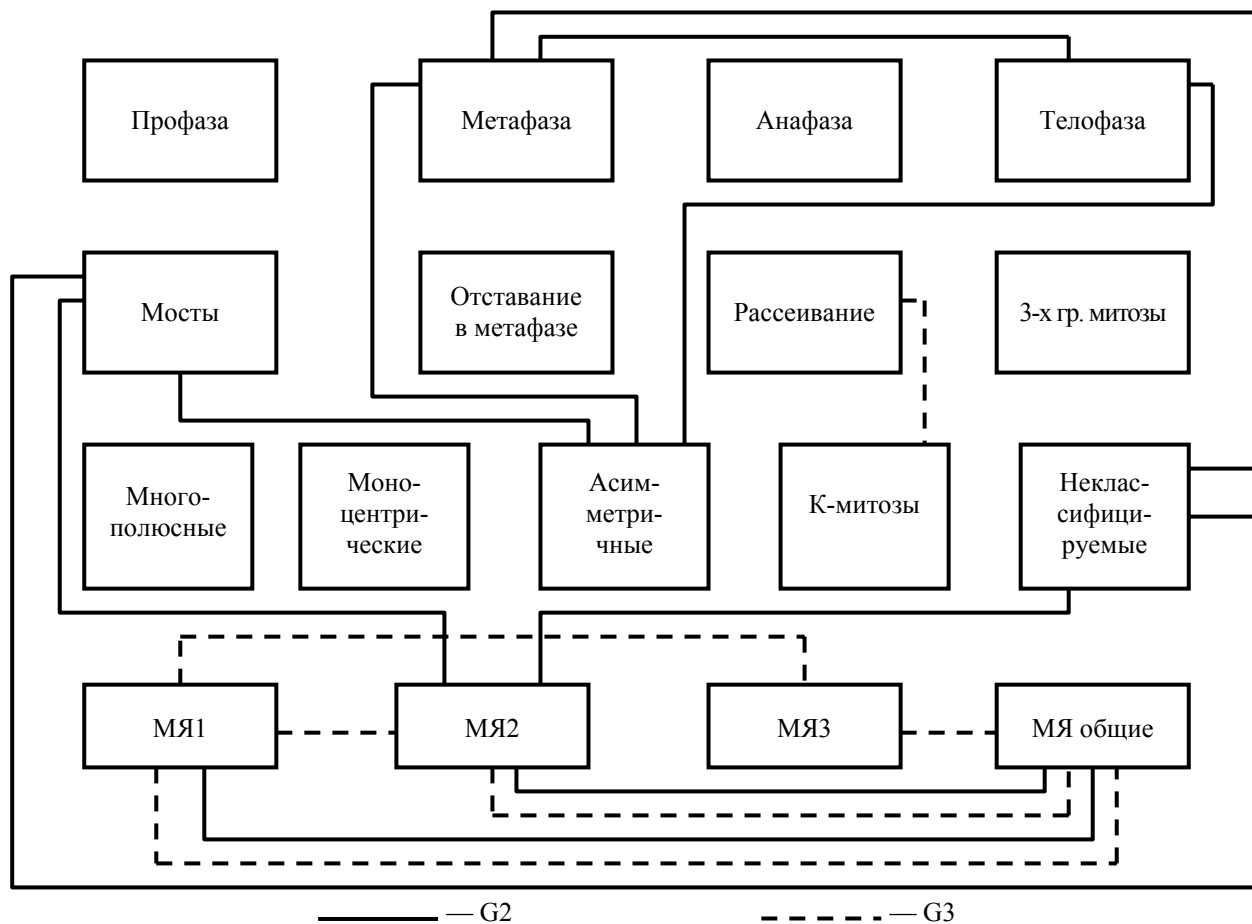 Профаза
Метафаза
Анафаза
Телофаза
Мосты
Отставание
в метафазе
Рассеивание
3-х гр. митозы
Много-
полюсные
Моно-
центри-
ческие
Асим-
метри-
чные
К-митозы
Неклас-
сифици-
руемые
МЯ1
МЯ2
МЯ3
МЯ общие
— G2
— G3